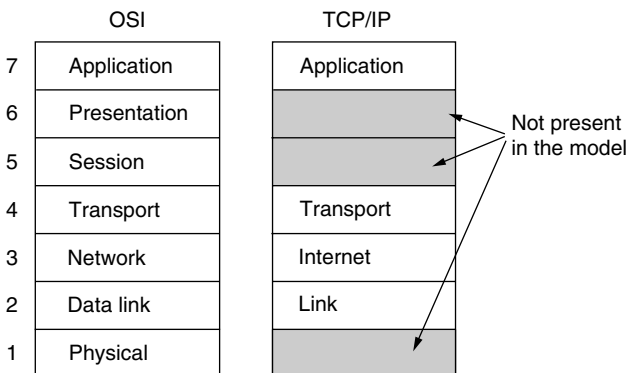 OSI TCP/IP
7 Application Application
6 Presentation
5 Session
Not present
in the model
4 Transport Transport
3 Network Internet
2 Data link Link
1 Physical